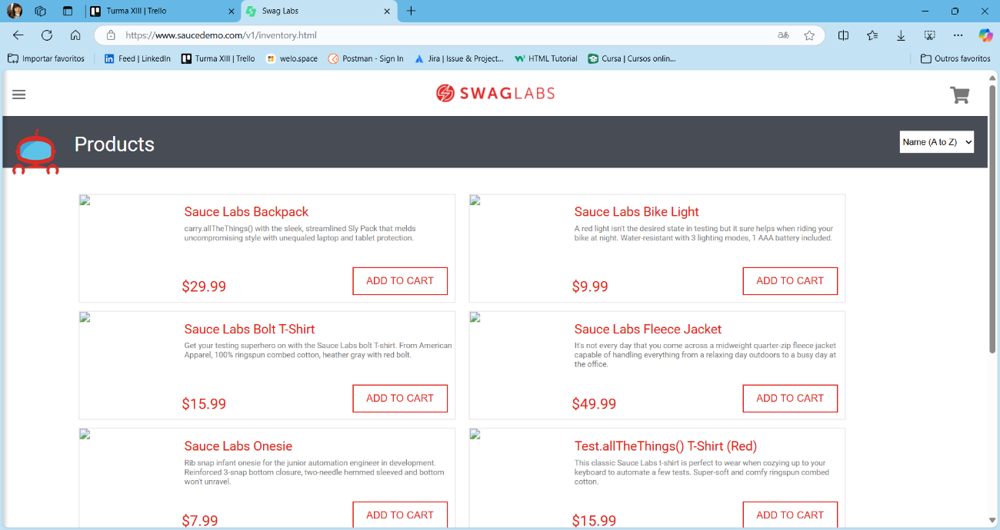 Turma XIII | Trello
Swag Labs
https://www.saucedemo.com/v1/inventory.html
Importar favoritos
Feed | LinkedIn
Turma XIII | Trello
welo.space
Postman - Sign In
Jira | Issue & Project...
HTML Tutorial
Cursa | Cursos onlin...
Outros favoritos
SWAGLABS
Products
Name (A to Z)
Sauce Labs Backpack
carry.allTheThings() with the sleek, streamlined Sly Pack that melds
uncompromising style with unequaled laptop and tablet protection.
$29.99
ADD TO CART
Sauce Labs Bike Light
A red light isn't the desired state in testing but it sure helps when riding your
bike at night. Water-resistant with 3 lighting modes, 1 AAA battery included.
$9.99
ADD TO CART
Sauce Labs Bolt T-Shirt
Get your testing superhero on with the Sauce Labs bolt T-shirt. From American
Apparel, 100% ringspun combed cotton, heather gray with red bolt.
$15.99
ADD TO CART
Sauce Labs Fleece Jacket
It's not every day that you come across a midweight quarter-zip fleece jacket
capable of handling everything from a relaxing day outdoors to a busy day at
the office.
$49.99
ADD TO CART
Sauce Labs Onesie
Rib snap infant onesie for the junior automation engineer in development.
Reinforced 3-snap bottom closure, two-needle hemmed sleeved and bottom
won't unravel.
$7.99
ADD TO CART
Test.allTheThings() T-Shirt (Red)
This classic Sauce Labs t-shirt is perfect to wear when cozying up to your
keyboard to automate a few tests. Super-soft and comfy ringspun combed
cotton.
$15.99
ADD TO CART